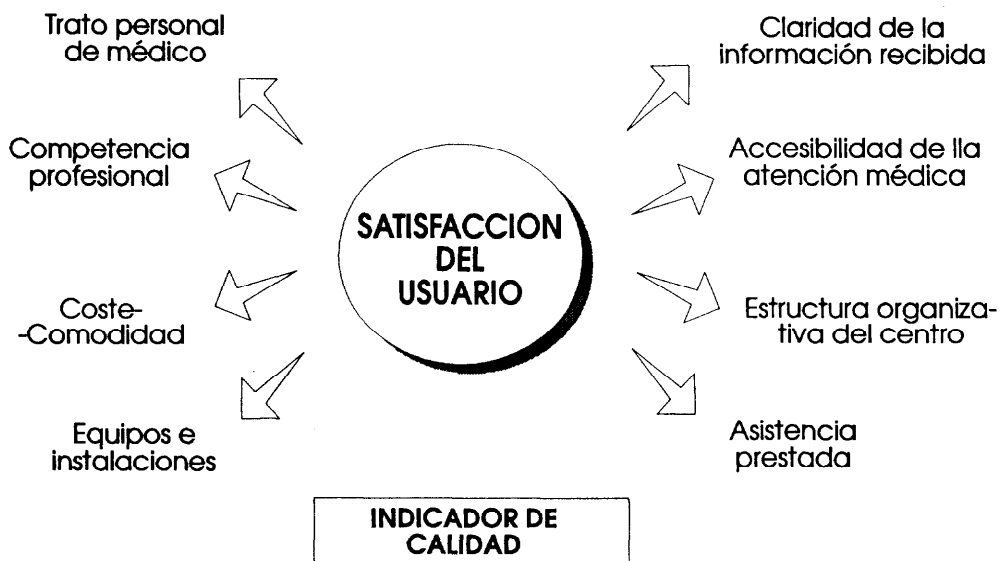 Trato personal
de médico
Competencia
profesional
Coste-
-Comodidad
Equipos e
instalaciones
SATISFACCION
DEL
USUARIO
Claridad de la
información recibida
Accesibilidad de lla
atención médica
Estructura organiza-
tiva del centro
Asistencia
prestada
INDICADOR DE
CALIDAD